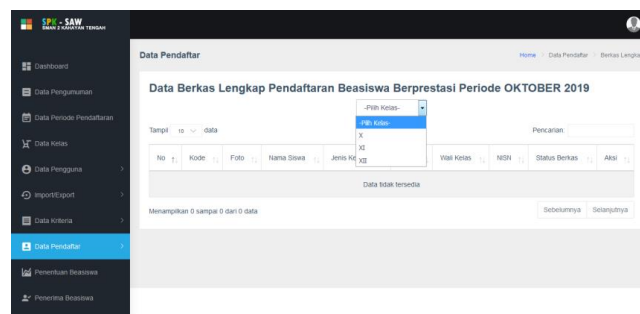 SPK - SAW
SMAN 2 KAHAYAN TENGAH
Dashboard
Data Pengumuman
Data Periode Pendaftaran
Data Kelas
Data Pengguna
Import/Export
Data Kriteria
Data Pendaftar
Penentuan Beasiswa
Penerima Beasiswa
Data Pendaftar
Home > Data Pendaftar > Berkas Lengka
Data Berkas Lengkap Pendaftaran Beasiswa Berprestasi Periode OKTOBER 2019
-Pilih Kelas-
-Pilih Kelas-
X
XI
XII
Tampil 10 data
Pencarian
No Kode Foto Nama Siswa Jenis Ke Wali Kelas NISN Status Berkas Aksi
Data tidak tersedia
Menampilkan 0 sampai 0 dari 0 data
Sebelumnya Selanjutnya